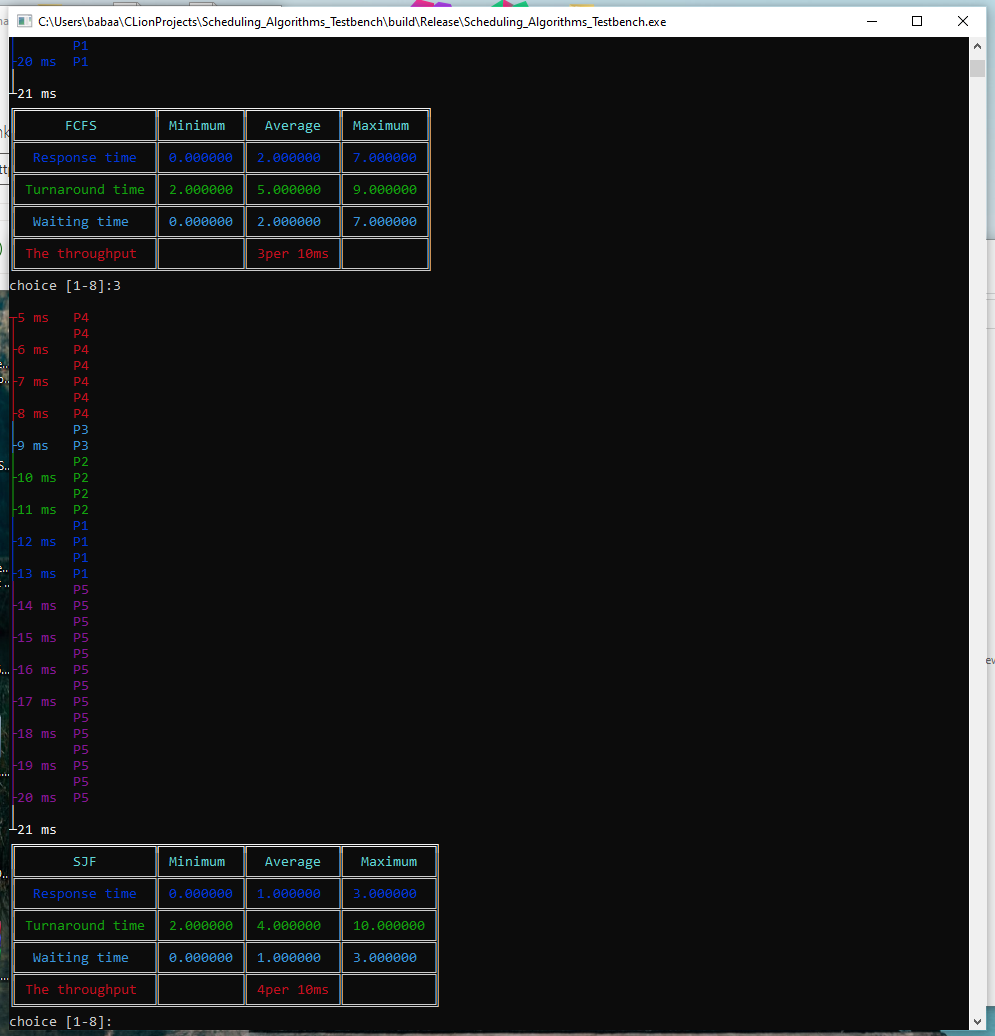 C:\Users\babaa\CLionProjects\Scheduling_Algorithms_Testbench\build\Release\Scheduling_Algorithms_Testbench.exe
P1
20 ms P1
21 ms
FCFS Minimum Average Maximum
Response time 0.000000 2.000000 7.000000
Turnaround time 2.000000 5.000000 9.000000
Waiting time 0.000000 2.000000 7.000000
The throughput 3per 10ms
choice [1-8]:3
5 ms P4
P4
6 ms P4
P4
7 ms P4
P4
8 ms P4
P3
9 ms P3
P2
10 ms P2
P2
11 ms P2
P1
12 ms P1
P1
13 ms P1
P5
14 ms P5
P5
15 ms P5
P5
16 ms P5
P5
17 ms P5
P5
18 ms P5
P5
19 ms P5
P5
20 ms P5
21 ms
SJF Minimum Average Maximum
Response time 0.000000 1.000000 3.000000
Turnaround time 2.000000 4.000000 10.000000
Waiting time 0.000000 1.000000 3.000000
The throughput 4per 10ms
choice [1-8]: